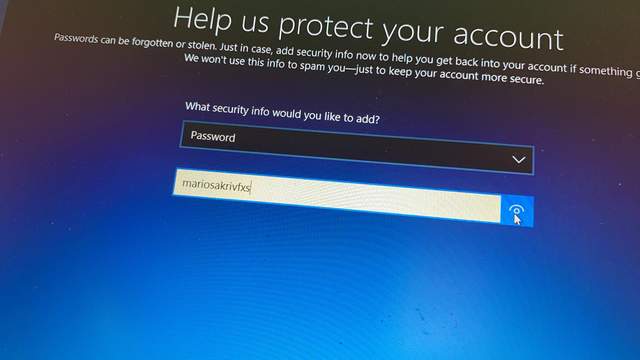 Help us protect your account
Passwords can be forgotten or stolen. Just in case, add security info now to help you get back into your account if something g
We won't use this info to spam you—just to keep your account more secure.
What security info would you like to add?
Password
mariosakrivfxs